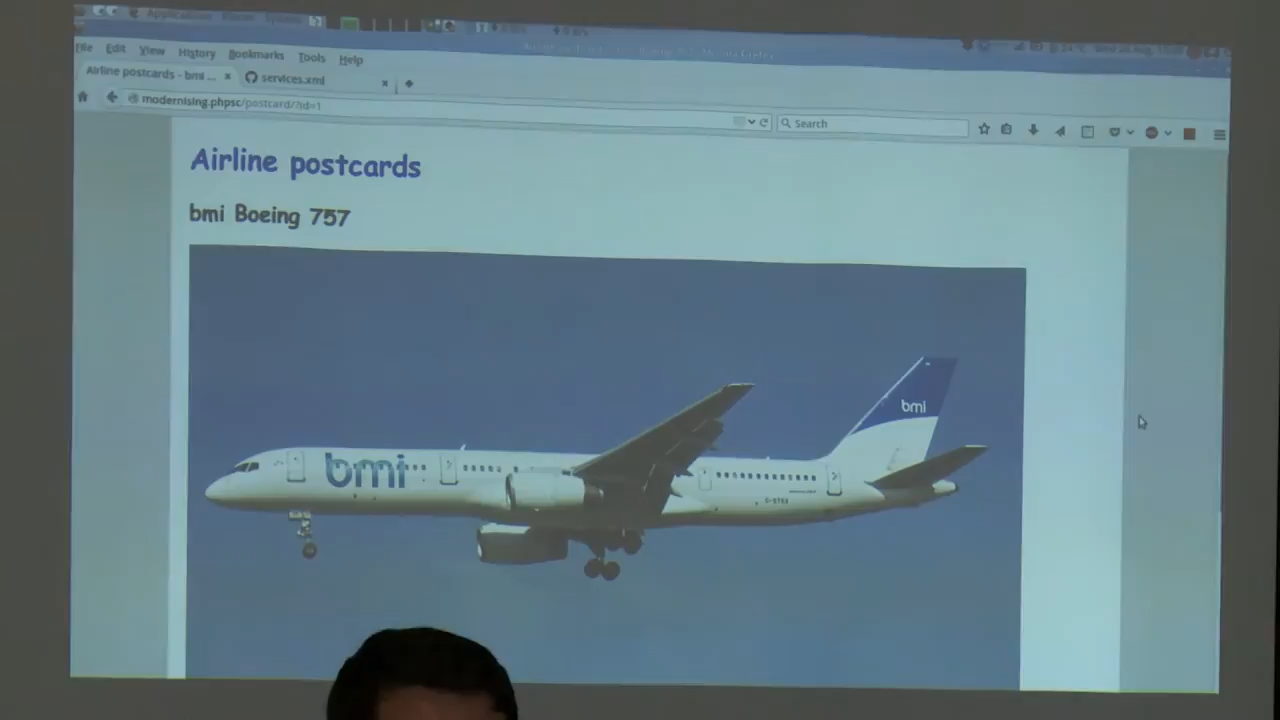 Applications
File Edit View History Bookmarks Tools Help
Airline postcards - bmi ... × services.xml ×
modernising.phpsc/postcard/?id=1
Search
Airline postcards
bmi Boeing 757
bmi
bmi